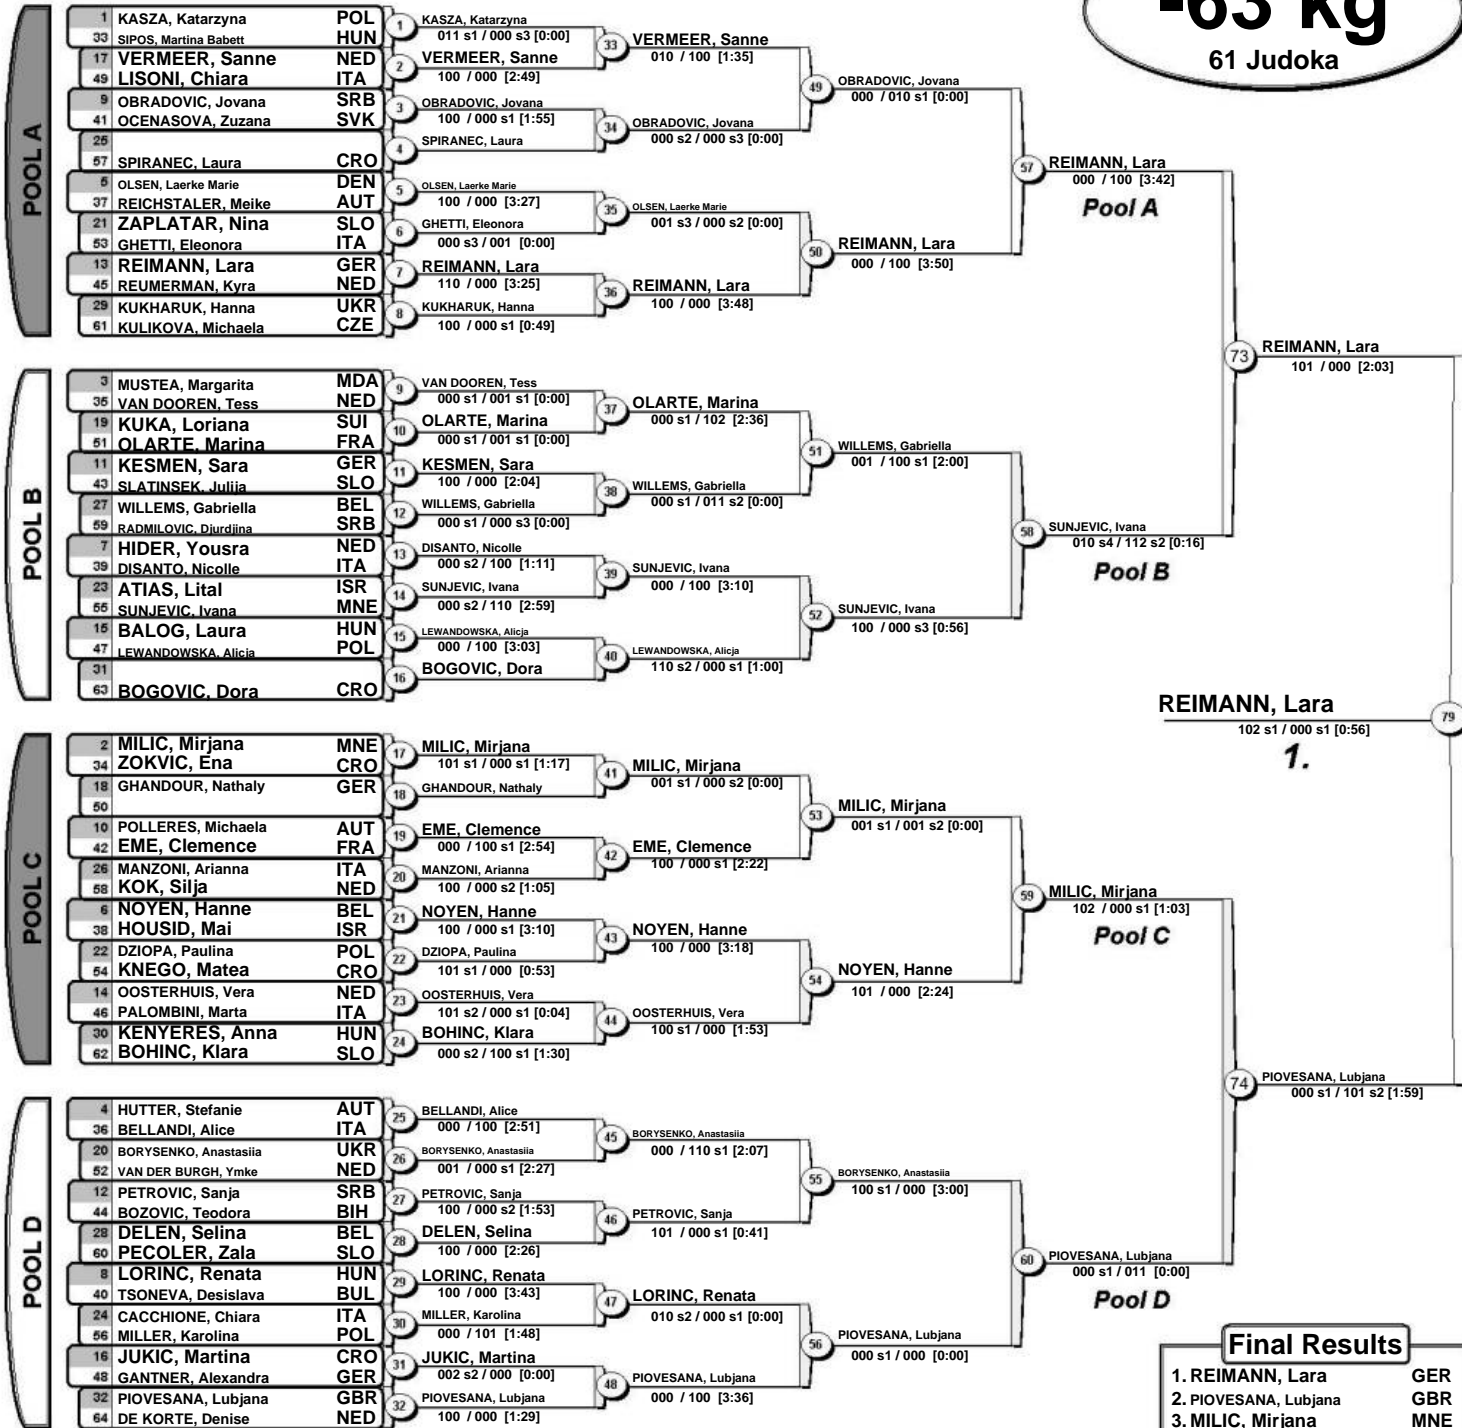 -63 kg
61 Judoka
POOL A
1 KASZA, Katarzyna POL
33 SIPOS, Martina Babett HUN
17 VERMEER, Sanne NED
49 LISONI, Chiara ITA
9 OBRADOVIC, Jovana SRB
41 OCENASOVA, Zuzana SVK
25
57 SPIRANEC, Laura CRO
5 OLSEN, Laerke Marie DEN
37 REICHSTALER, Meike AUT
21 ZAPLATAR, Nina SLO
53 GHETTI, Eleonora ITA
13 REIMANN, Lara GER
45 REUMERMAN, Kyra NED
29 KUKHARUK, Hanna UKR
61 KULIKOVA, Michaela CZE
1 KASZA, Katarzyna
011 s1 / 000 s3 [0:00]
2 VERMEER, Sanne
100 / 000 [2:49]
3 OBRADOVIC, Jovana
100 / 000 s1 [1:55]
4 SPIRANEC, Laura
5 OLSEN, Laerke Marie
100 / 000 [3:27]
6 GHETTI, Eleonora
000 s3 / 001 [0:00]
7 REIMANN, Lara
110 / 000 [3:25]
8 KUKHARUK, Hanna
100 / 000 s1 [0:49]
33 VERMEER, Sanne
010 / 100 [1:35]
34 OBRADOVIC, Jovana
000 s2 / 000 s3 [0:00]
35 OLSEN, Laerke Marie
001 s3 / 000 s2 [0:00]
36 REIMANN, Lara
100 / 000 [3:48]
49 OBRADOVIC, Jovana
000 / 010 s1 [0:00]
50 REIMANN, Lara
000 / 100 [3:50]
57 REIMANN, Lara
000 / 100 [3:42]
Pool A
POOL B
3 MUSTEA, Margarita MDA
35 VAN DOOREN, Tess NED
19 KUKA, Loriana SUI
51 OLARTE, Marina FRA
11 KESMEN, Sara GER
43 SLATINSEK, Julija SLO
27 WILLEMS, Gabriella BEL
59 RADMILOVIC, Djurdjina SRB
7 HIDER, Yousra NED
39 DISANTO, Nicolle ITA
23 ATIAS, Lital ISR
55 SUNJEVIC, Ivana MNE
15 BALOG, Laura HUN
47 LEWANDOWSKA, Alicja POL
31
63 BOGOVIC, Dora CRO
9 VAN DOOREN, Tess
000 s1 / 001 s1 [0:00]
10 OLARTE, Marina
000 s1 / 001 s1 [0:00]
11 KESMEN, Sara
100 / 000 [2:04]
12 WILLEMS, Gabriella
000 s1 / 000 s3 [0:00]
13 DISANTO, Nicolle
000 s2 / 100 [1:11]
14 SUNJEVIC, Ivana
000 s2 / 110 [2:59]
15 LEWANDOWSKA, Alicja
000 / 100 [3:03]
16 BOGOVIC, Dora
37 OLARTE, Marina
000 s1 / 102 [2:36]
38 WILLEMS, Gabriella
000 s1 / 011 s2 [0:00]
39 SUNJEVIC, Ivana
000 / 100 [3:10]
40 LEWANDOWSKA, Alicja
110 s2 / 000 s1 [1:00]
51 WILLEMS, Gabriella
001 / 100 s1 [2:00]
52 SUNJEVIC, Ivana
100 / 000 s3 [0:56]
58 SUNJEVIC, Ivana
010 s4 / 112 s2 [0:16]
Pool B
73 REIMANN, Lara
101 / 000 [2:03]
REIMANN, Lara 79
102 s1 / 000 s1 [0:56]
1.
POOL C
2 MILIC, Mirjana MNE
34 ZOKVIC, Ena CRO
18 GHANDOUR, Nathaly GER
50
10 POLLERES, Michaela AUT
42 EME, Clemence FRA
26 MANZONI, Arianna ITA
58 KOK, Silja NED
6 NOYEN, Hanne BEL
38 HOUSID, Mai ISR
22 DZIOPA, Paulina POL
54 KNEGO, Matea CRO
14 OOSTERHUIS, Vera NED
46 PALOMBINI, Marta ITA
30 KENYERES, Anna HUN
62 BOHINC, Klara SLO
17 MILIC, Mirjana
101 s1 / 000 s1 [1:17]
18 GHANDOUR, Nathaly
19 EME, Clemence
000 / 100 s1 [2:54]
20 MANZONI, Arianna
100 / 000 s2 [1:05]
21 NOYEN, Hanne
100 / 000 s1 [3:10]
22 DZIOPA, Paulina
101 s1 / 000 [0:53]
23 OOSTERHUIS, Vera
101 s2 / 000 s1 [0:04]
24 BOHINC, Klara
000 s2 / 100 s1 [1:30]
41 MILIC, Mirjana
001 s1 / 000 s2 [0:00]
42 EME, Clemence
100 / 000 s1 [2:22]
43 NOYEN, Hanne
100 / 000 [3:18]
44 OOSTERHUIS, Vera
100 s1 / 000 [1:53]
53 MILIC, Mirjana
001 s1 / 001 s2 [0:00]
54 NOYEN, Hanne
101 / 000 [2:24]
59 MILIC, Mirjana
102 / 000 s1 [1:03]
Pool C
POOL D
4 HUTTER, Stefanie AUT
36 BELLANDI, Alice ITA
20 BORYSENKO, Anastasiia UKR
52 VAN DER BURGH, Ymke NED
12 PETROVIC, Sanja SRB
44 BOZOVIC, Teodora BIH
28 DELEN, Selina BEL
60 PECOLER, Zala SLO
8 LORINC, Renata HUN
40 TSONEVA, Desislava BUL
24 CACCHIONE, Chiara ITA
56 MILLER, Karolina POL
16 JUKIC, Martina CRO
48 GANTNER, Alexandra GER
32 PIOVESANA, Lubjana GBR
64 DE KORTE, Denise NED
25 BELLANDI, Alice
000 / 100 [2:51]
26 BORYSENKO, Anastasiia
001 / 000 s1 [2:27]
27 PETROVIC, Sanja
100 / 000 s2 [1:53]
28 DELEN, Selina
100 / 000 [2:26]
29 LORINC, Renata
100 / 000 [3:43]
30 MILLER, Karolina
000 / 101 [1:48]
31 JUKIC, Martina
002 s2 / 000 [0:00]
32 PIOVESANA, Lubjana
100 / 000 [1:29]
45 BORYSENKO, Anastasiia
000 / 110 s1 [2:07]
46 PETROVIC, Sanja
101 / 000 s1 [0:41]
47 LORINC, Renata
010 s2 / 000 s1 [0:00]
48 PIOVESANA, Lubjana
000 / 100 [3:36]
55 BORYSENKO, Anastasiia
100 s1 / 000 [3:00]
56 PIOVESANA, Lubjana
000 s1 / 000 [0:00]
60 PIOVESANA, Lubjana
000 s1 / 011 [0:00]
Pool D
74 PIOVESANA, Lubjana
000 s1 / 101 s2 [1:59]
Final Results
1. REIMANN, Lara GER
2. PIOVESANA, Lubjana GBR
3. MILIC, Mirjana MNE